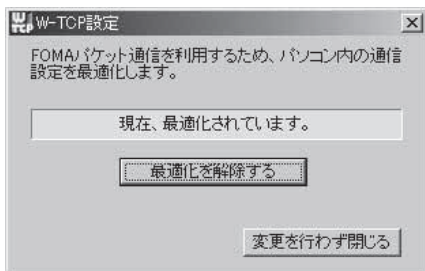 W-TCP設定
FOMAパケット通信を利用するため、パソコン内の通信
設定を最適化します。
現在、最適化されています。
最適化を解除する
変更を行わず閉じる